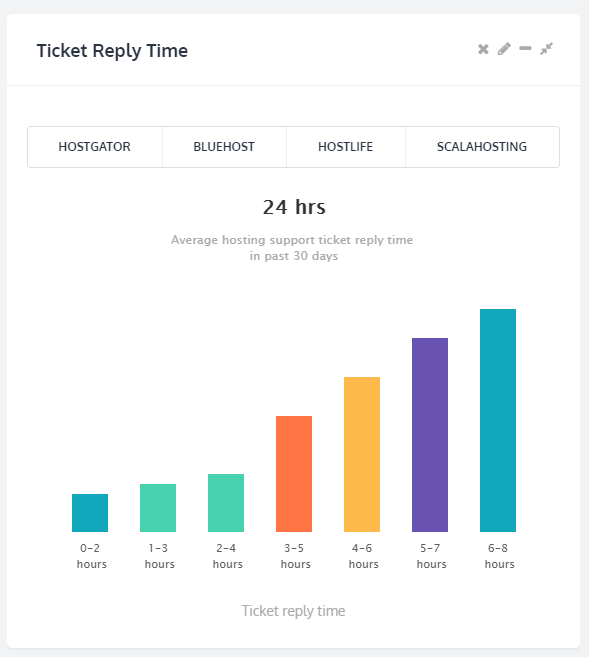 Ticket Reply Time
HOSTGATOR BLUEHOST HOSTLIFE SCALAHOSTING
24 hrs
Average hosting support ticket reply time
in past 30 days
0-2 1-3 2-4 3-5 4-6 5-7 6-8
hours hours hours hours hours hours hours
Ticket reply time